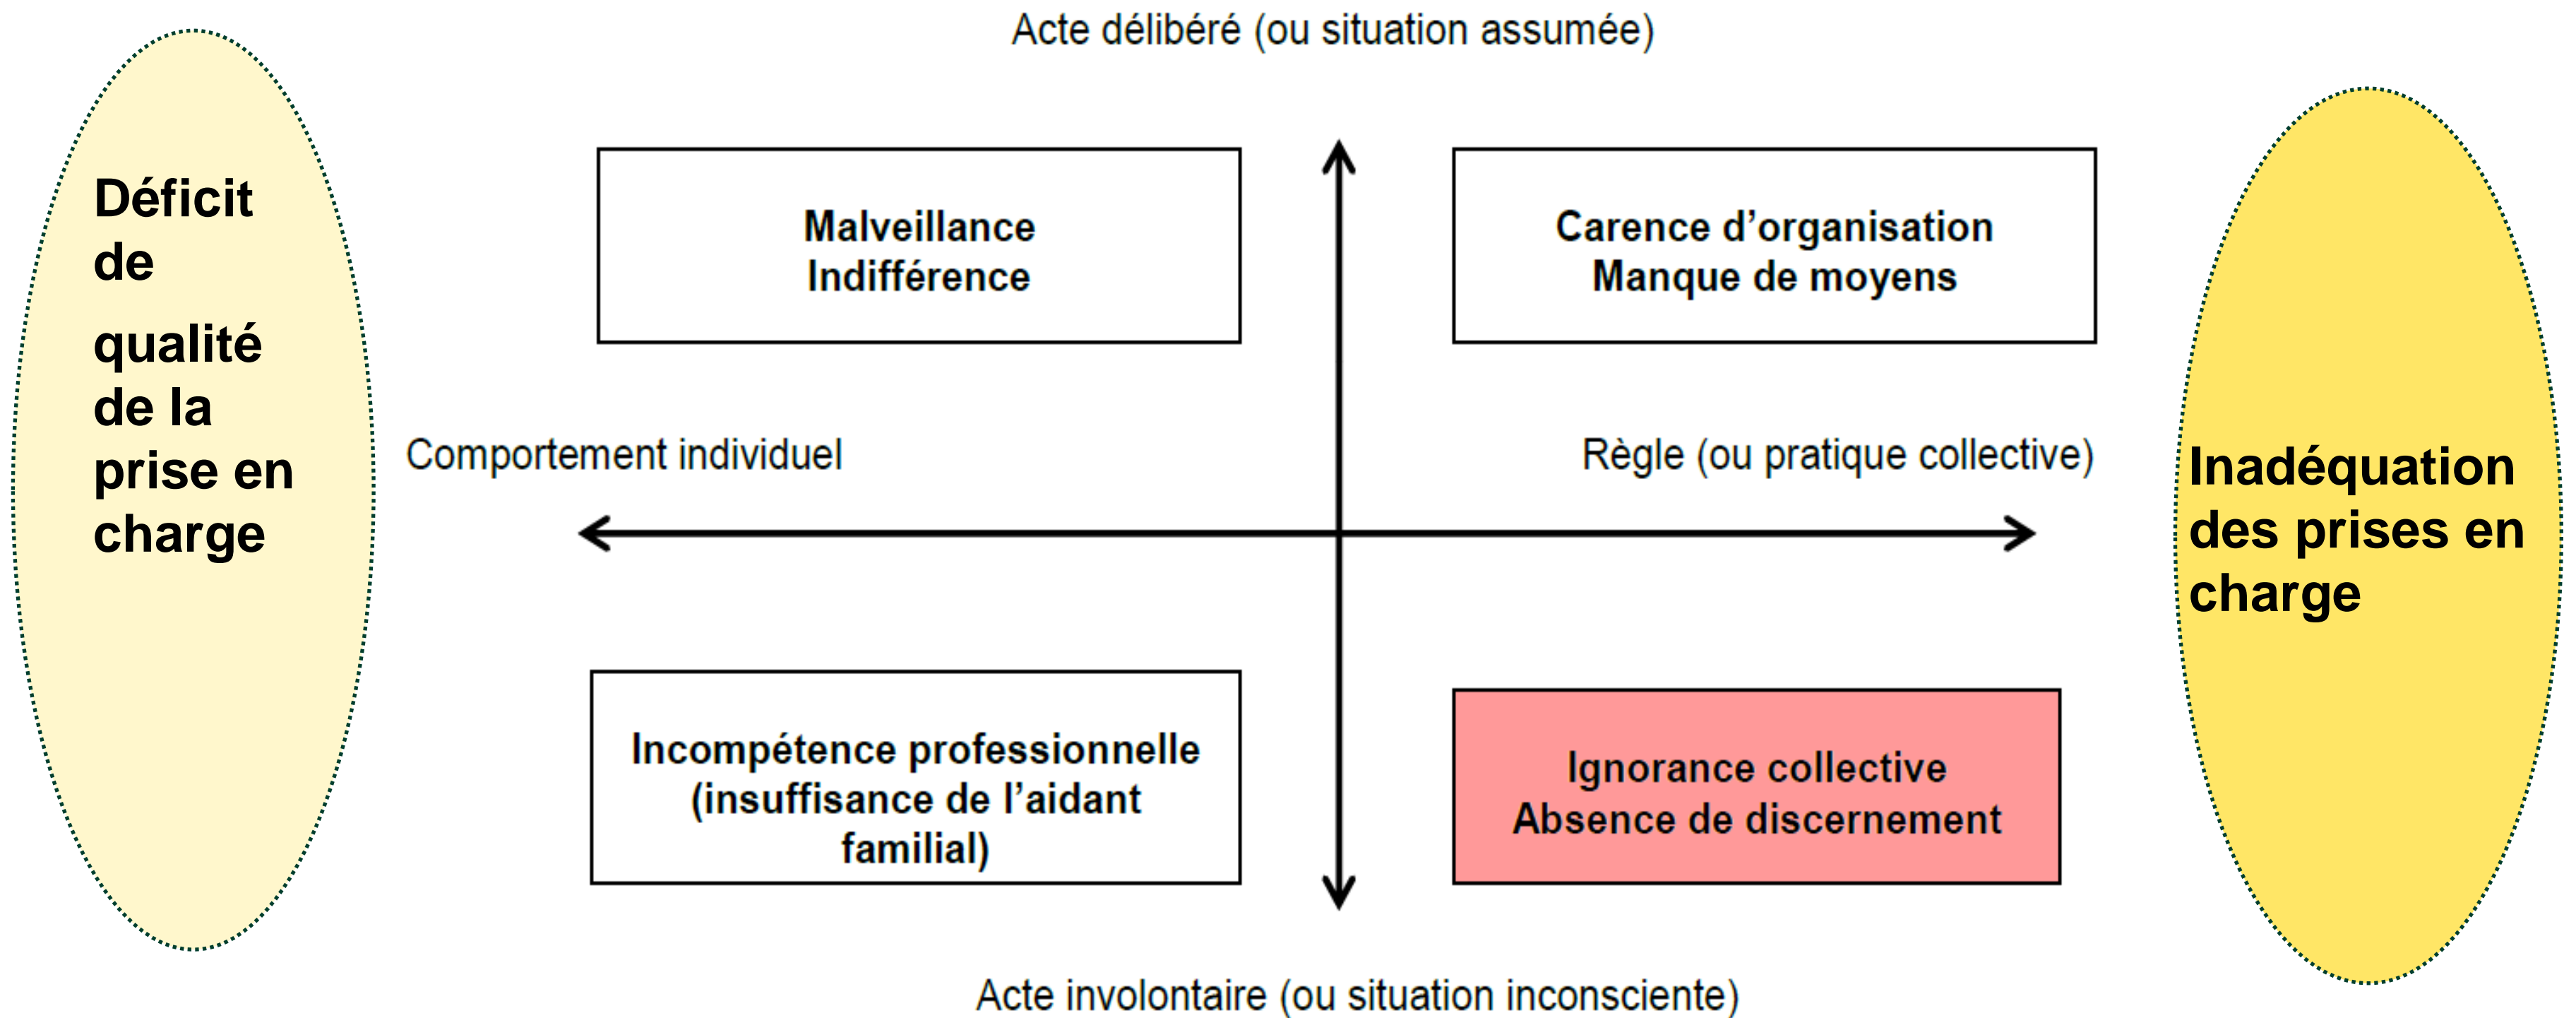 Acte délibéré (ou situation assumée)
Déficit
de
qualité
de la
prise en
charge
Malveillance
Indifférence
Carence d’organisation
Manque de moyens
Comportement individuel
Règle (ou pratique collective)
Inadéquation
des prises en
charge
Incompétence professionnelle
(insuffisance de l’aidant
familial)
Ignorance collective
Absence de discernement
Acte involontaire (ou situation inconsciente)